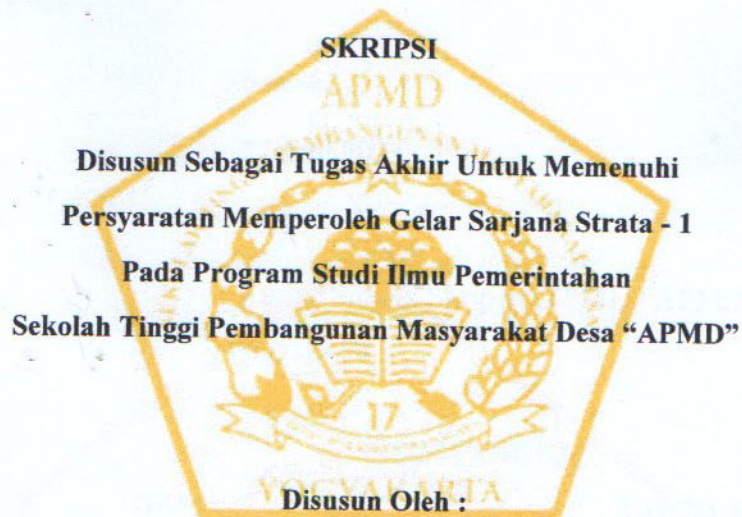 SKRIPSI
APMD
Disusun Sebagai Tugas Akhir Untuk Memenuhi
Persyaratan Memperoleh Gelar Sarjana Strata - 1
Pada Program Studi Ilmu Pemerintahan
Sekolah Tinggi Pembangunan Masyarakat Desa “APMD”
17
YOGYAKARTA
Disusun Oleh :